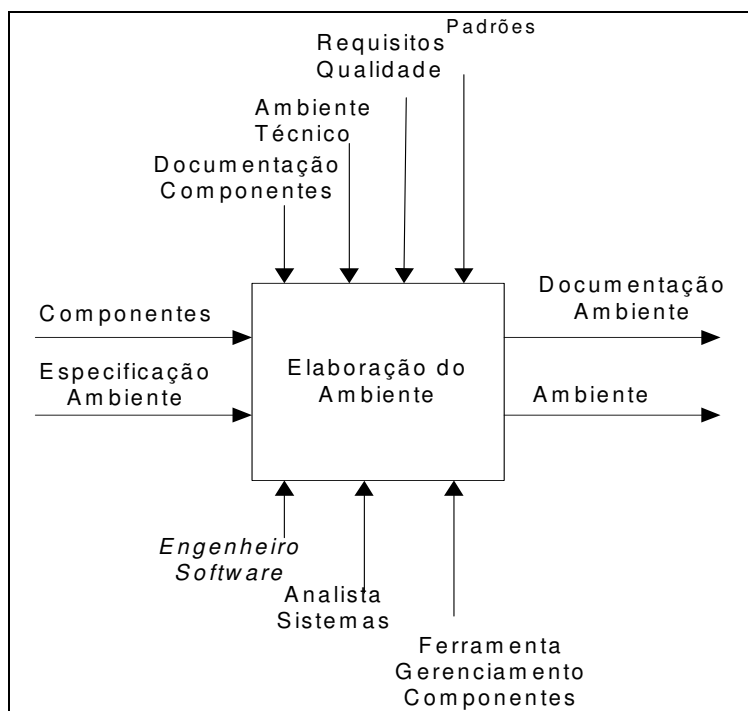 Padrões
Requisitos
Qualidade
Ambiente
Técnico
Documentação
Componentes
Componentes
Especificação
Ambiente
Elaboração do
Ambiente
Documentação
Ambiente
Ambiente
Engenheiro
Software
Analista
Sistemas
Ferramenta
Gerenciamento
Componentes